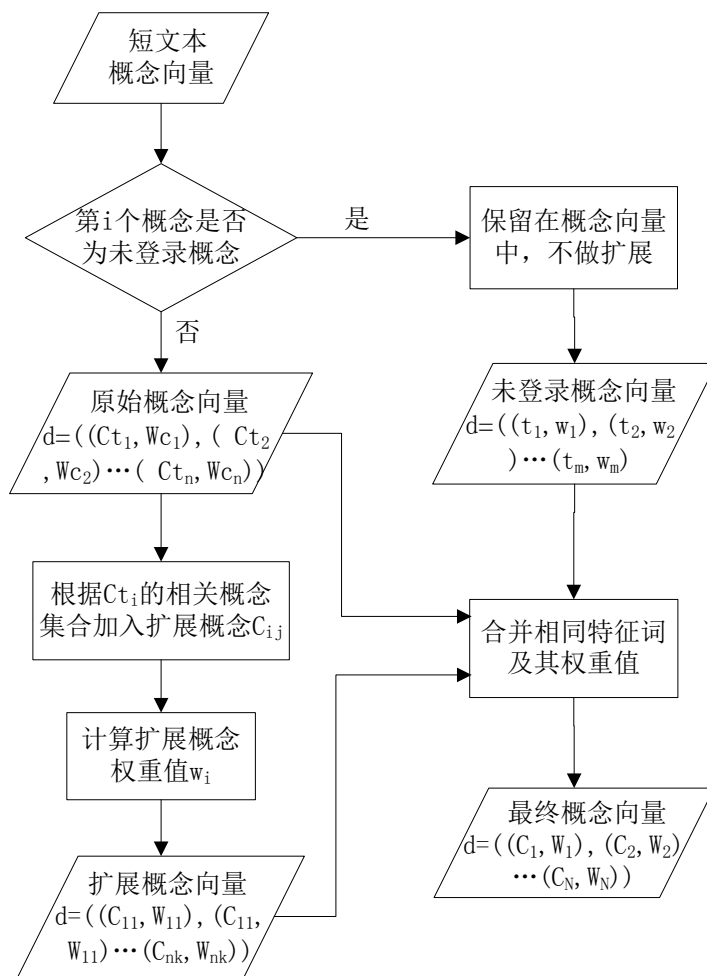 短文本
概念向量
第i个概念是否
为未登录概念
是
保留在概念向量
中，不做扩展
否
原始概念向量
d=((Ct₁,Wc₁),( Ct₂
,Wc₂)…( Ctₙ,Wcₙ))
未登录概念向量
d=((t₁,w₁),(t₂,w₂
)…(tₘ,wₘ)
根据Ctᵢ的相关概念
集合加入扩展概念Cᵢⱼ
合并相同特征词
及其权重值
计算扩展概念
权重值wᵢ
扩展概念向量
d=((C₁₁,W₁₁),(C₁₁,
W₁₁)…(Cₙₖ,Wₙₖ))
最终概念向量
d=((C₁,W₁),(C₂,W₂)
…(C_N,W_N))